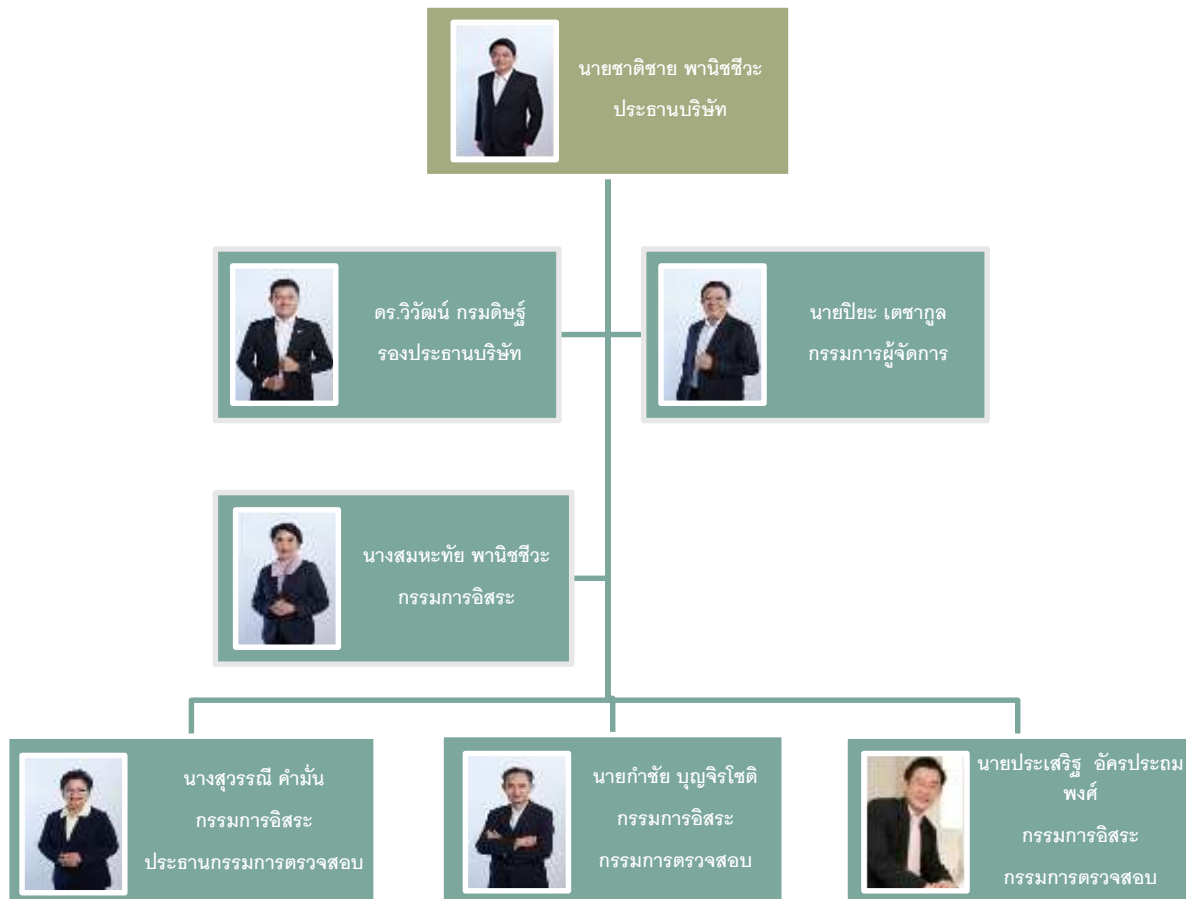 นายชาติชาย พานิชชีวะ
ประธานบริษัท
ดร.วิวัฒน์ กรมดิษฐ์
รองประธานบริษัท
นายปิยะ เตชากูล
กรรมการผู้จัดการ
นางสมหะทัย พานิชชีวะ
กรรมการอิสระ
นางสุวรรณี คำมั่น
กรรมการอิสระ
ประธานกรรมการตรวจสอบ
นายกำชัย บุญจิรโชติ
กรรมการอิสระ
กรรมการตรวจสอบ
นายประเสริฐ อัครประถม
พงศ์
กรรมการอิสระ
กรรมการตรวจสอบ